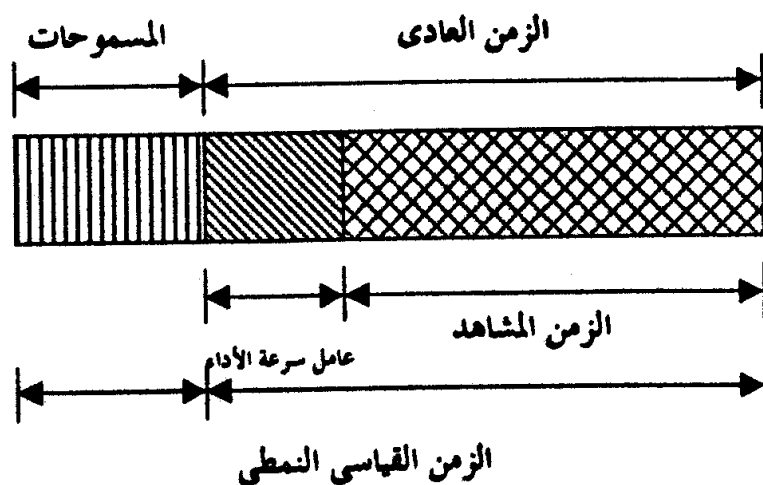 الزمن العادى
المسموحات
الزمن المشاهد
عامل سرعة الأداء
الزمن القياسى النمطى